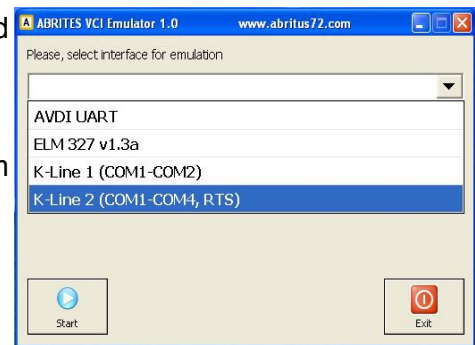 A ABRITES VCI Emulator 1.0 www.abritus72.com
Please, select interface for emulation
AVDI UART
ELM 327 v1.3a
K-Line 1 (COM1-COM2)
K-Line 2 (COM1-COM4, RTS)
Start Exit